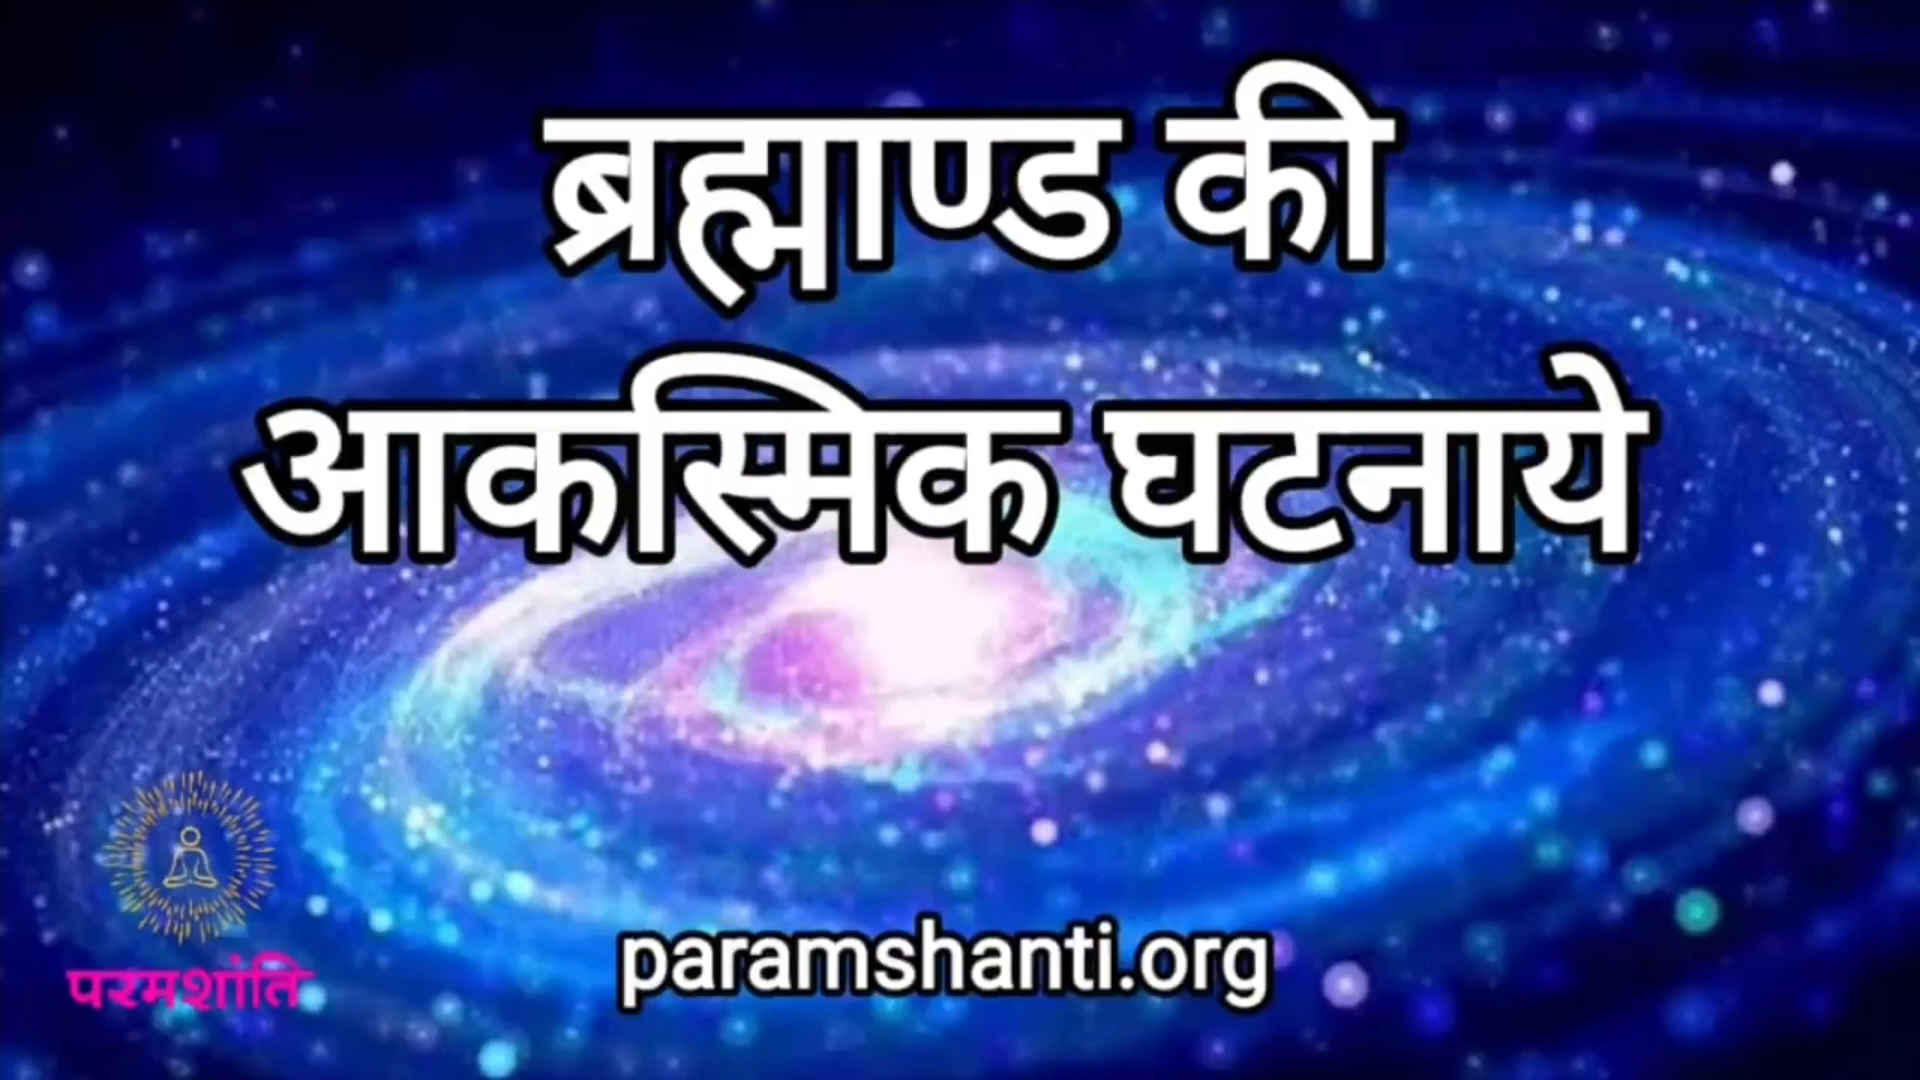 ब्रह्माण्ड की
आकस्मिक घटनाये
परमशांति
paramshanti.org